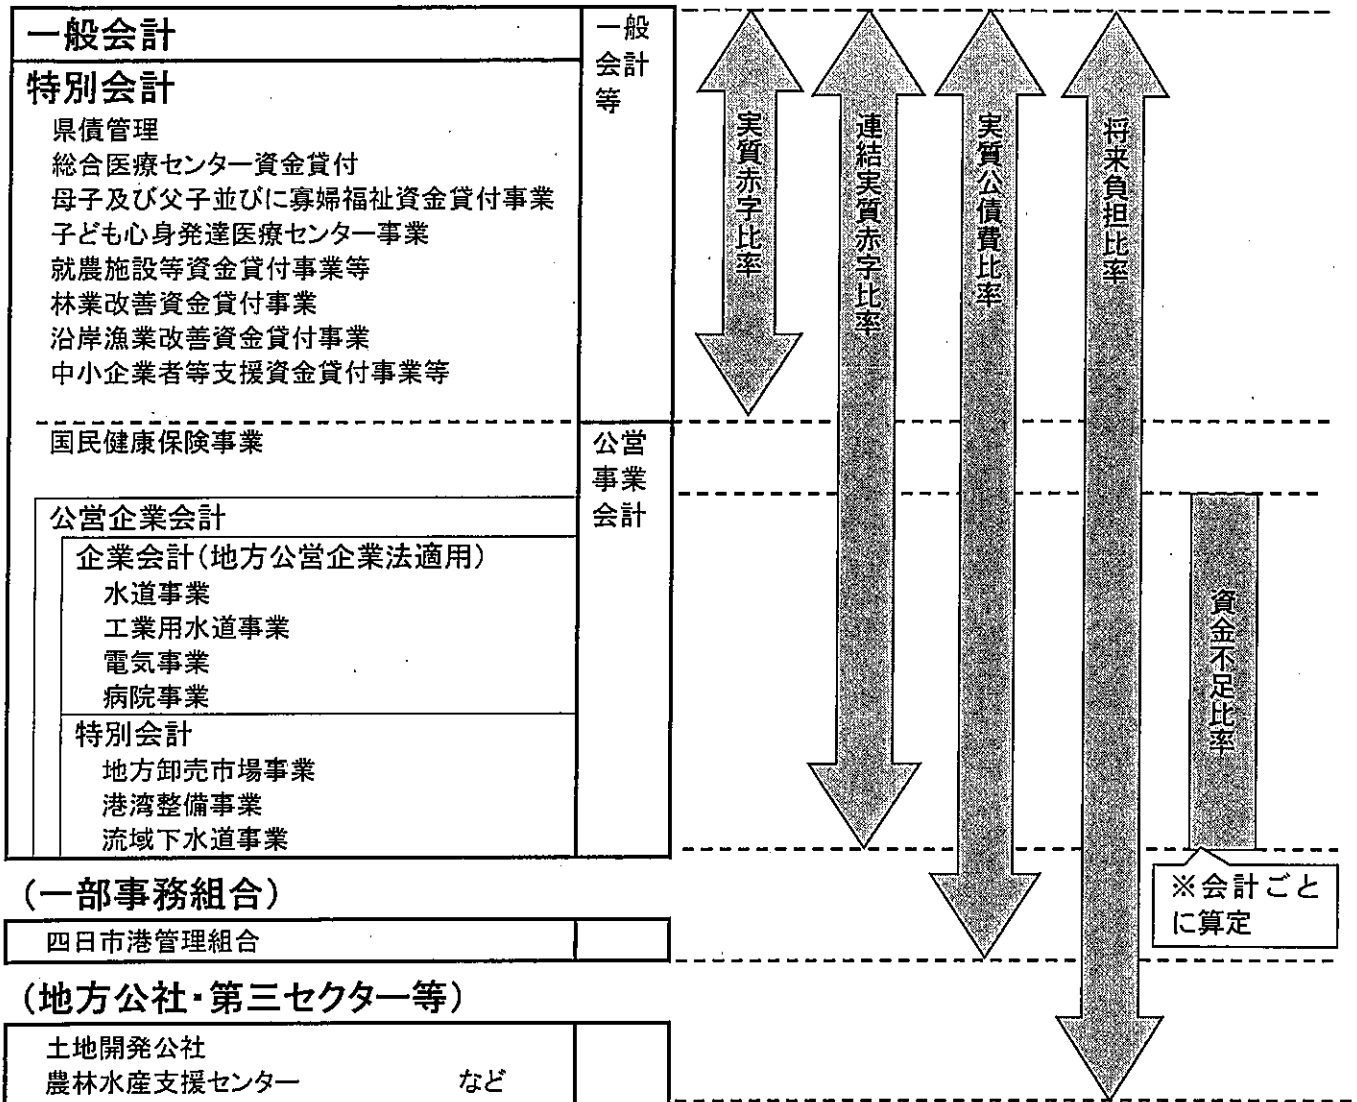 一般会計
一般
会計
等
特別会計
県債管理
総合医療センター資金貸付
母子及び父子並びに寡婦福祉資金貸付事業
子ども心身発達医療センター事業
就農施設等資金貸付事業等
林業改善資金貸付事業
沿岸漁業改善資金貸付事業
中小企業者等支援資金貸付事業等
国民健康保険事業
公営
事業
会計
公営企業会計
企業会計(地方公営企業法適用)
水道事業
工業用水道事業
電気事業
病院事業
特別会計
地方卸売市場事業
港湾整備事業
流域下水道事業
(一部事務組合)
四日市港管理組合
(地方公社・第三セクター等)
土地開発公社
農林水産支援センター など
実質赤字比率
連結実質赤字比率
実質公債費比率
将来負担比率
資金不足比率
※会計ごと
に算定